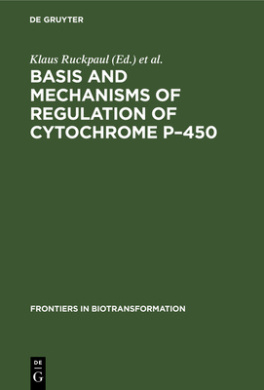 DE GRUYTER
Klaus Ruckpaul (Ed.) et al.
BASIS AND
MECHANISMS OF
REGULATION OF
CYTOCHROME P–450
FRONTIERS IN BIOTRANSFORMATION
DE
G